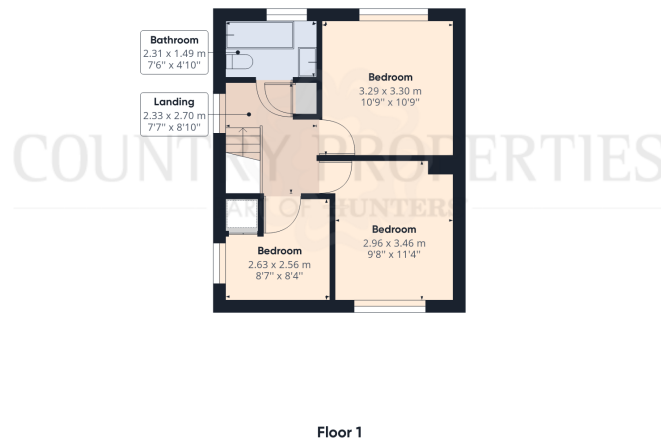 Bathroom
2.31 x 1.49 m
7'6" x 4'10"
Landing
2.33 x 2.70 m
7'7" x 8'10"
Bedroom
3.29 x 3.30 m
10'9" x 10'9"
COUNTRY PROPERTIES
PART OF HUNTERS
Bedroom
2.96 x 3.46 m
9'8" x 11'4"
Bedroom
2.63 x 2.56 m
8'7" x 8'4"
Floor 1